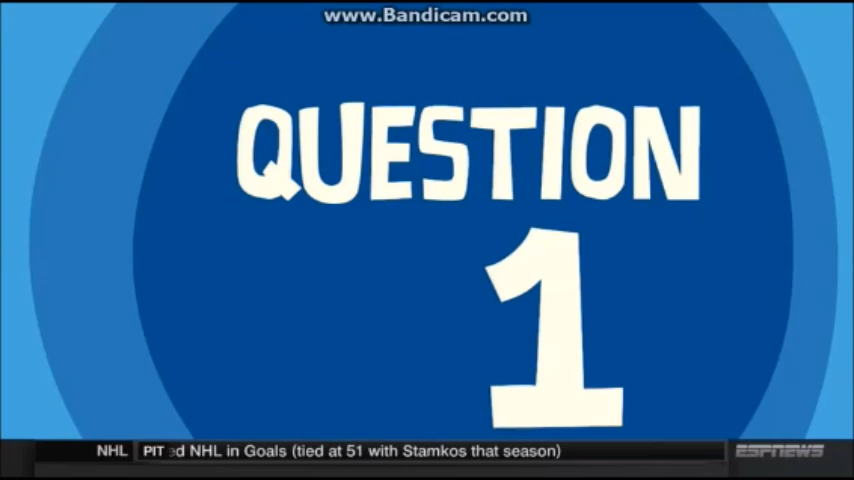 www.Bandicam.com
QUESTION
1
NHL PIT d NHL in Goals (tied at 51 with Stamkos that season) ESPNEWS